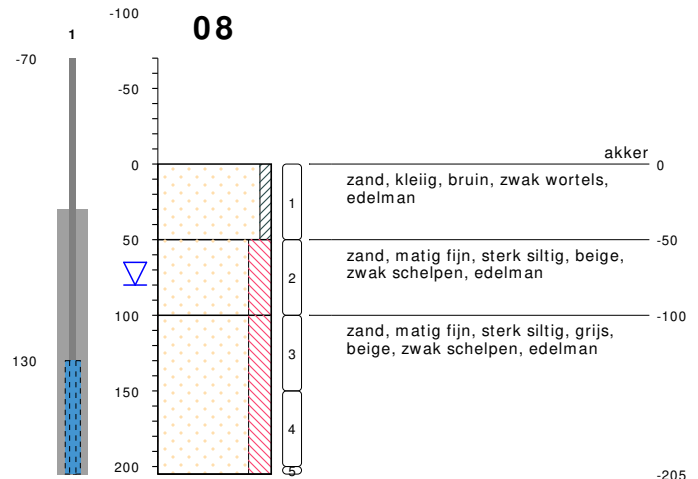 -100
08
1
-70
-50
akker
0
0
zand, kleiig, bruin, zwak wortels,
edelman
1
50
-50
zand, matig fijn, sterk siltig, beige,
zwak schelpen, edelman
2
100
-100
zand, matig fijn, sterk siltig, grijs,
beige, zwak schelpen, edelman
3
130
150
4
200
5
-205